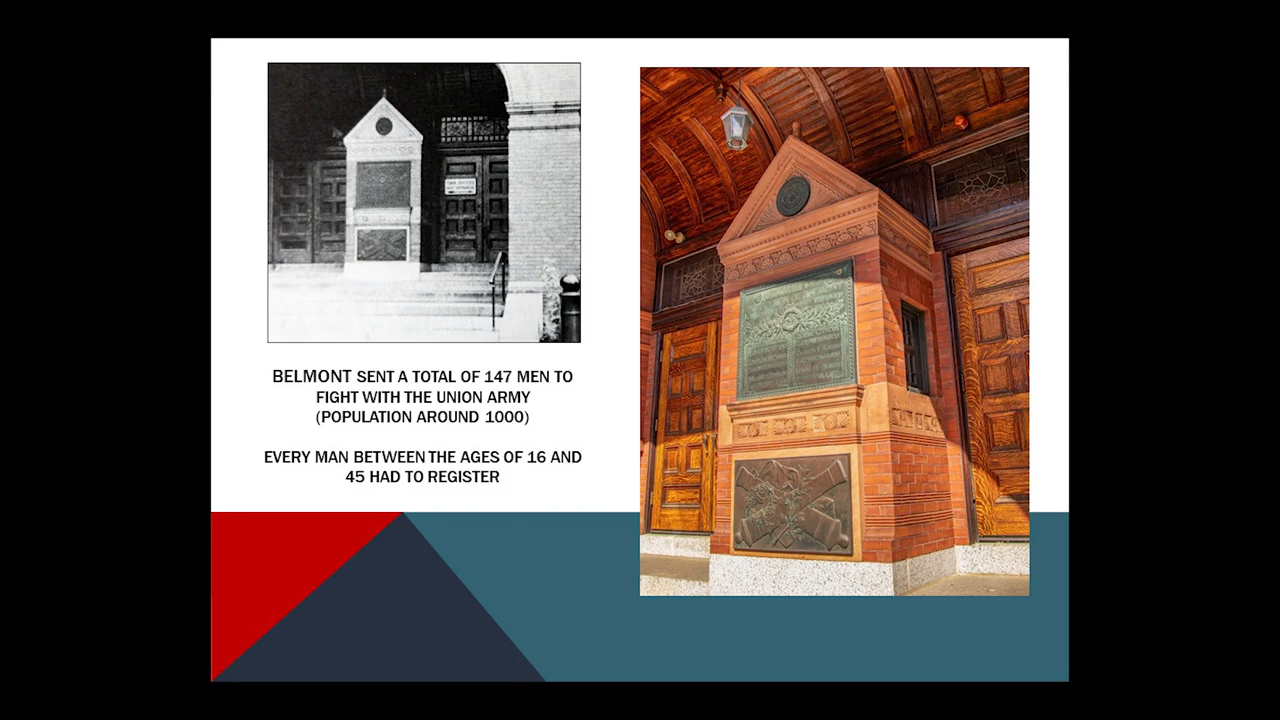 BELMONT SENT A TOTAL OF 147 MEN TO
FIGHT WITH THE UNION ARMY
(POPULATION AROUND 1000)
EVERY MAN BETWEEN THE AGES OF 16 AND
45 HAD TO REGISTER